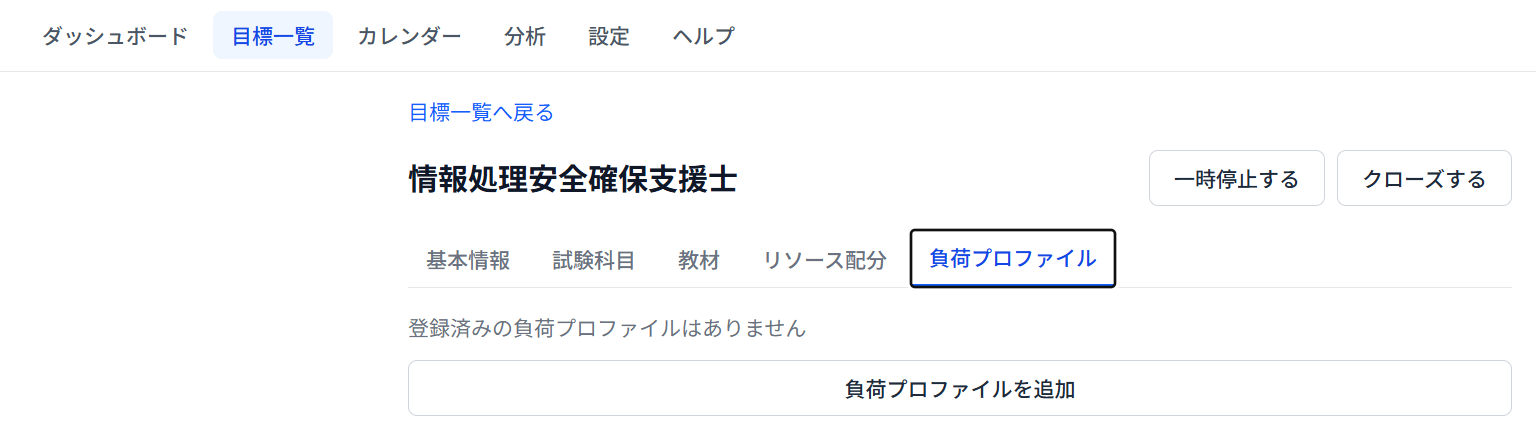 ダッシュボード 目標一覧 カレンダー 分析 設定 ヘルプ
目標一覧へ戻る
情報処理安全確保支援士 一時停止する クローズする
基本情報 試験科目 教材 リソース配分 負荷プロファイル
登録済みの負荷プロファイルはありません
負荷プロファイルを追加